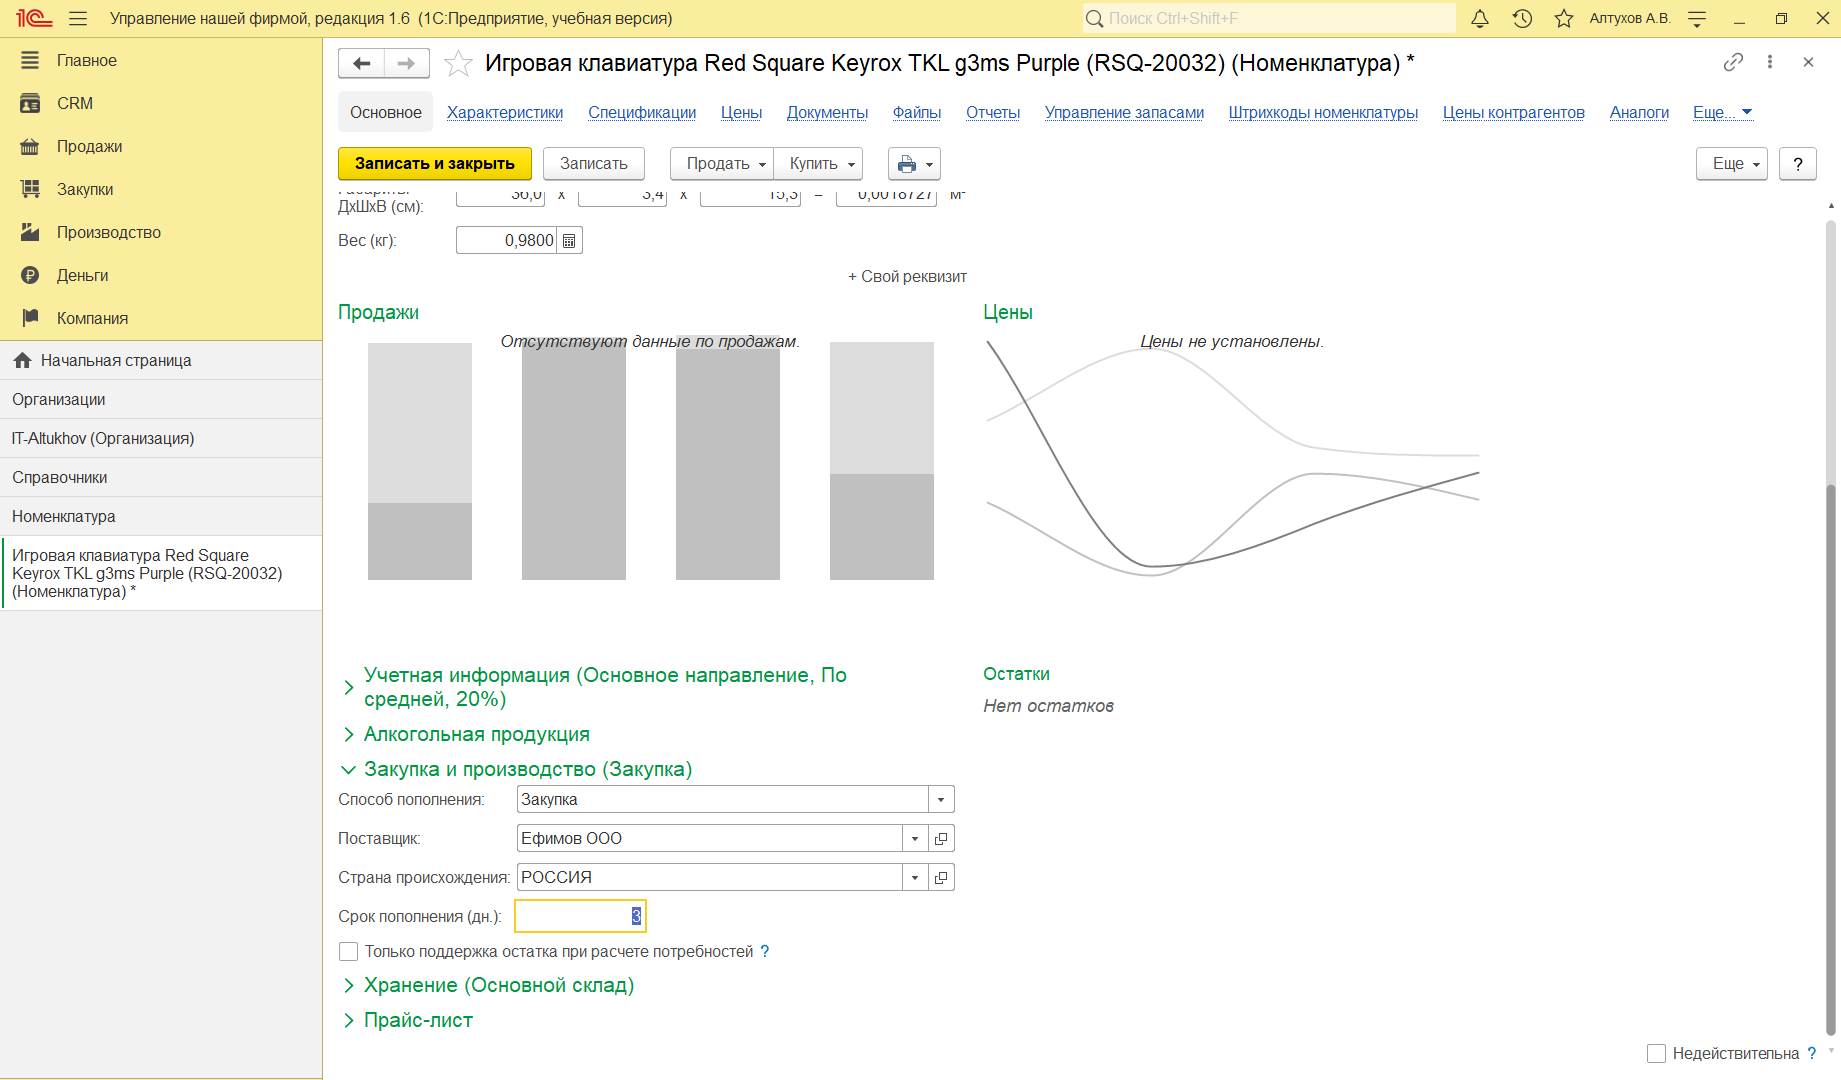 Управление нашей фирмой, редакция 1.6 (1С:Предприятие, учебная версия)
Поиск Ctrl+Shift+F
Алтухов А.В.
Главное
CRM
Продажи
Закупки
Производство
Деньги
Компания
Начальная страница
Организации
IT-Altukhov (Организация)
Справочники
Номенклатура
Игровая клавиатура Red Square
Keyrox TKL g3ms Purple (RSQ-20032)
(Номенклатура) *
Игровая клавиатура Red Square Keyrox TKL g3ms Purple (RSQ-20032) (Номенклатура) *
Основное Характеристики Спецификации Цены Документы Файлы Отчеты Управление запасами Штрихкоды номенклатуры Цены контрагентов Аналоги Еще...
Записать и закрыть Записать Продать Купить Еще ?
Габариты
ДхШхВ (см): 36,0 x 3,4 x 15,3 = 0,0018727 м³
Вес (кг): 0,9800
+ Свой реквизит
Продажи
Отсутствуют данные по продажам.
Цены
Цены не установлены.
Учетная информация (Основное направление, По
средней, 20%)
Остатки
Нет остатков
Алкогольная продукция
Закупка и производство (Закупка)
Способ пополнения: Закупка
Поставщик: Ефимов ООО
Страна происхождения: РОССИЯ
Срок пополнения (дн.): 3
Только поддержка остатка при расчете потребностей ?
Хранение (Основной склад)
Прайс-лист
Недействительна ?